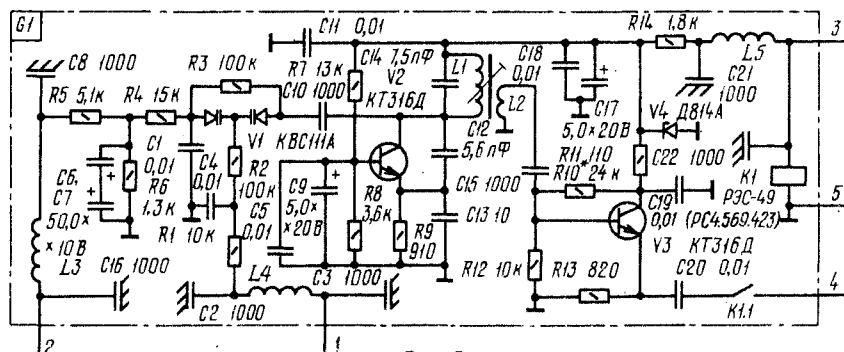 G1
C8 1000
R3 100к
C11 0,01
R7 13к
C14 7,5пФ
L1
V2
КТ316Д
C10 1000
R5 5,1к
R4 15к
C1 0,01
V1 КВС111А
L2
C12 5,6пФ
C18 0,01
C17 5,0×20В
R14 1,8к
L5
C21 1000
V4 Д814А
3
C6, C7 50,0× ×10В
R6 1,3к
C4 0,01
R2 100к
C9 5,0× ×20В
R8 3,6к
R9 910
C15 1000
C13 10
R11 110
R10* 24к
C22 1000
K1
РЭС-49
(РС4.569.423)
5
C19 0,01
V3 КТ316Д
R1 10к
C5 0,01
L3
C16 1000
L4
C3 1000
C2 1000
R12 10к
R13 820
C20 0,01
K1.1
4
2
1